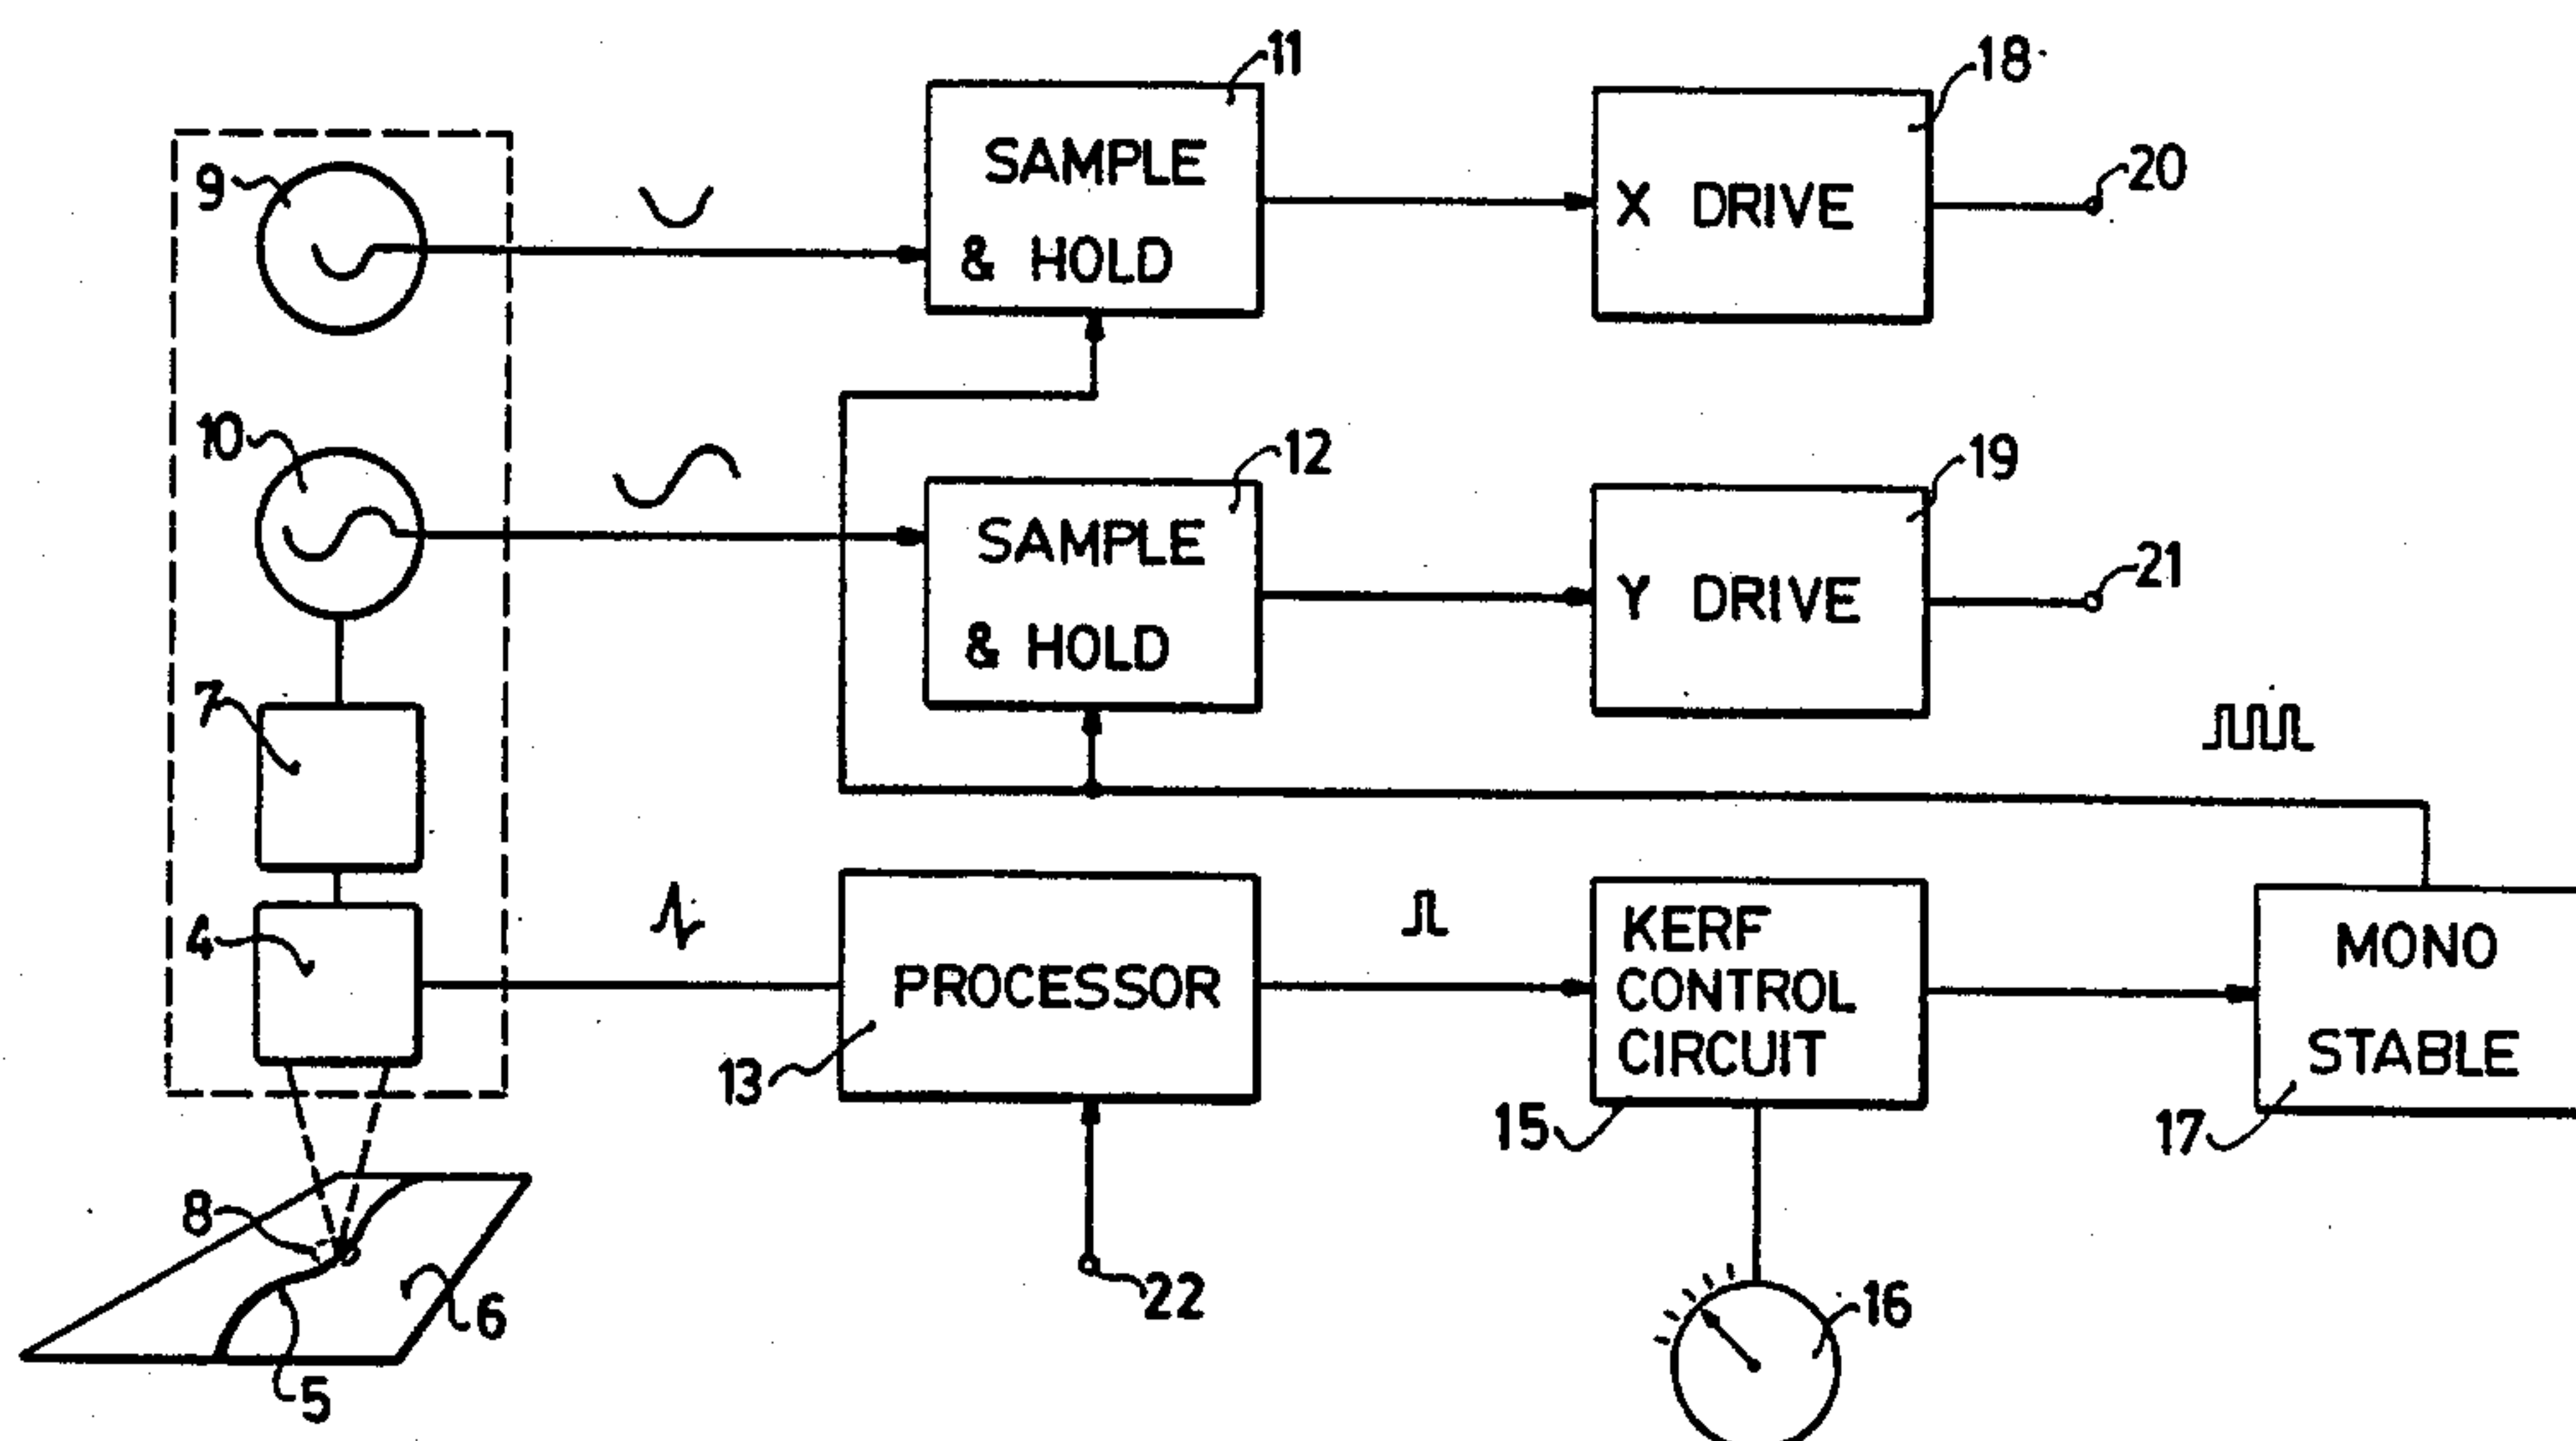 11
18
SAMPLE
& HOLD
X DRIVE
20
9
10
12
19
SAMPLE
& HOLD
Y DRIVE
21
7
4
PROCESSOR
13
KERF
CONTROL
CIRCUIT
15
MONO
STABLE
17
8
22
16
6
5